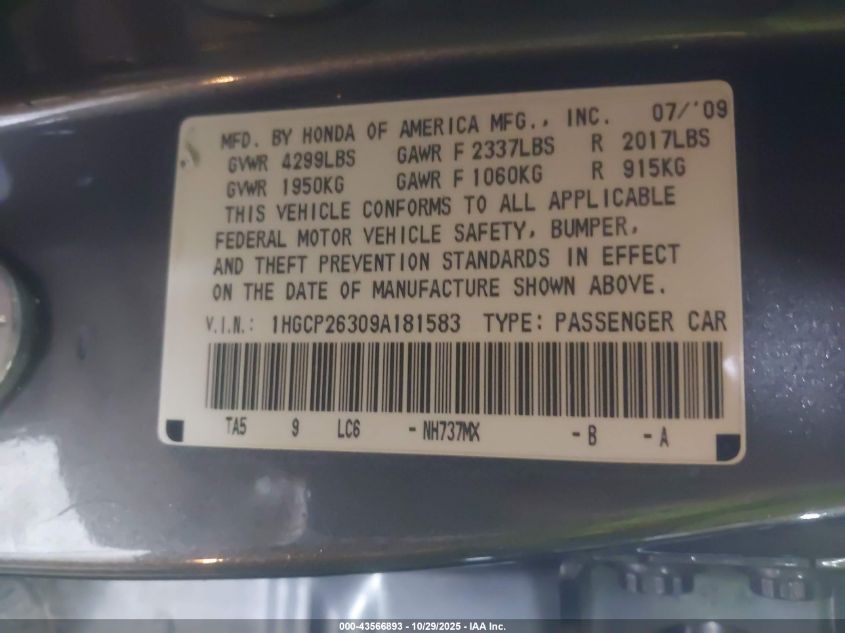 MFD. BY HONDA OF AMERICA MFG., INC. 07/'09
GVWR 4299LBS GAWR F 2337LBS R 2017LBS
GVWR 1950KG GAWR F 1060KG R 915KG
THIS VEHICLE CONFORMS TO ALL APPLICABLE
FEDERAL MOTOR VEHICLE SAFETY, BUMPER,
AND THEFT PREVENTION STANDARDS IN EFFECT
ON THE DATE OF MANUFACTURE SHOWN ABOVE.
V.I.N.: 1HGCP26309A181583 TYPE: PASSENGER CAR
TA5 9 LC6 -NH737MX -B -A
000-43566893 / 10/29/2025 - IAA Inc.